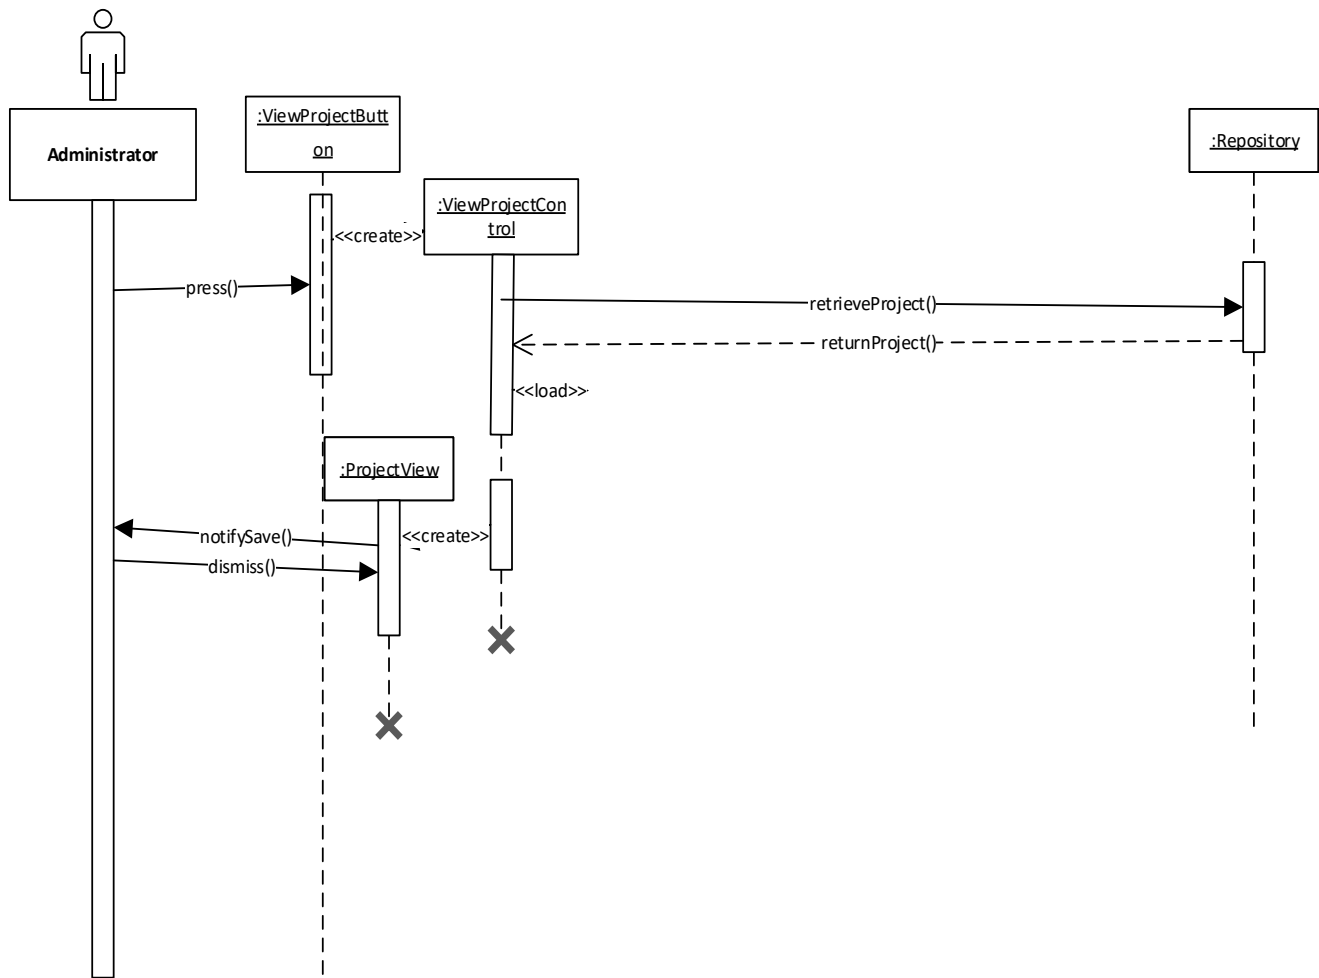 :ViewProjectButt
on
Administrator
:Repository
:ViewProjectCon
trol
<<create>>
press()
retrieveProject()
returnProject()
<<load>>
:ProjectView
notifySave()
<<create>>
dismiss()